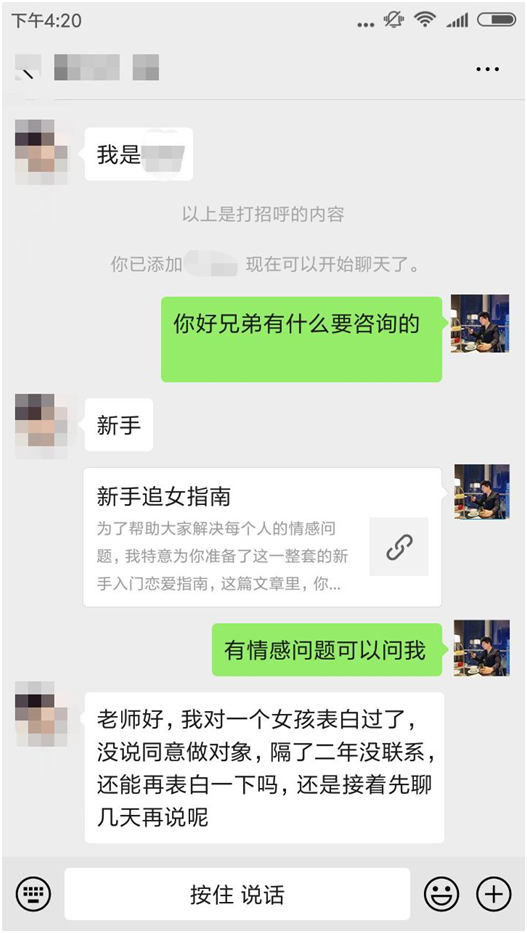 下午4:20
我是
以上是打招呼的内容
你已添加 现在可以开始聊天了。
你好兄弟有什么要咨询的
新手
新手追女指南
为了帮助大家解决每个人的情感问
题，我特意为你准备了这一整套的新
手入门恋爱指南，这篇文章里，你...
有情感问题可以问我
老师好，我对一个女孩表白过了，
没说同意做对象，隔了二年没联系，
还能再表白一下吗，还是接着先聊
几天再说呢
按住 说话